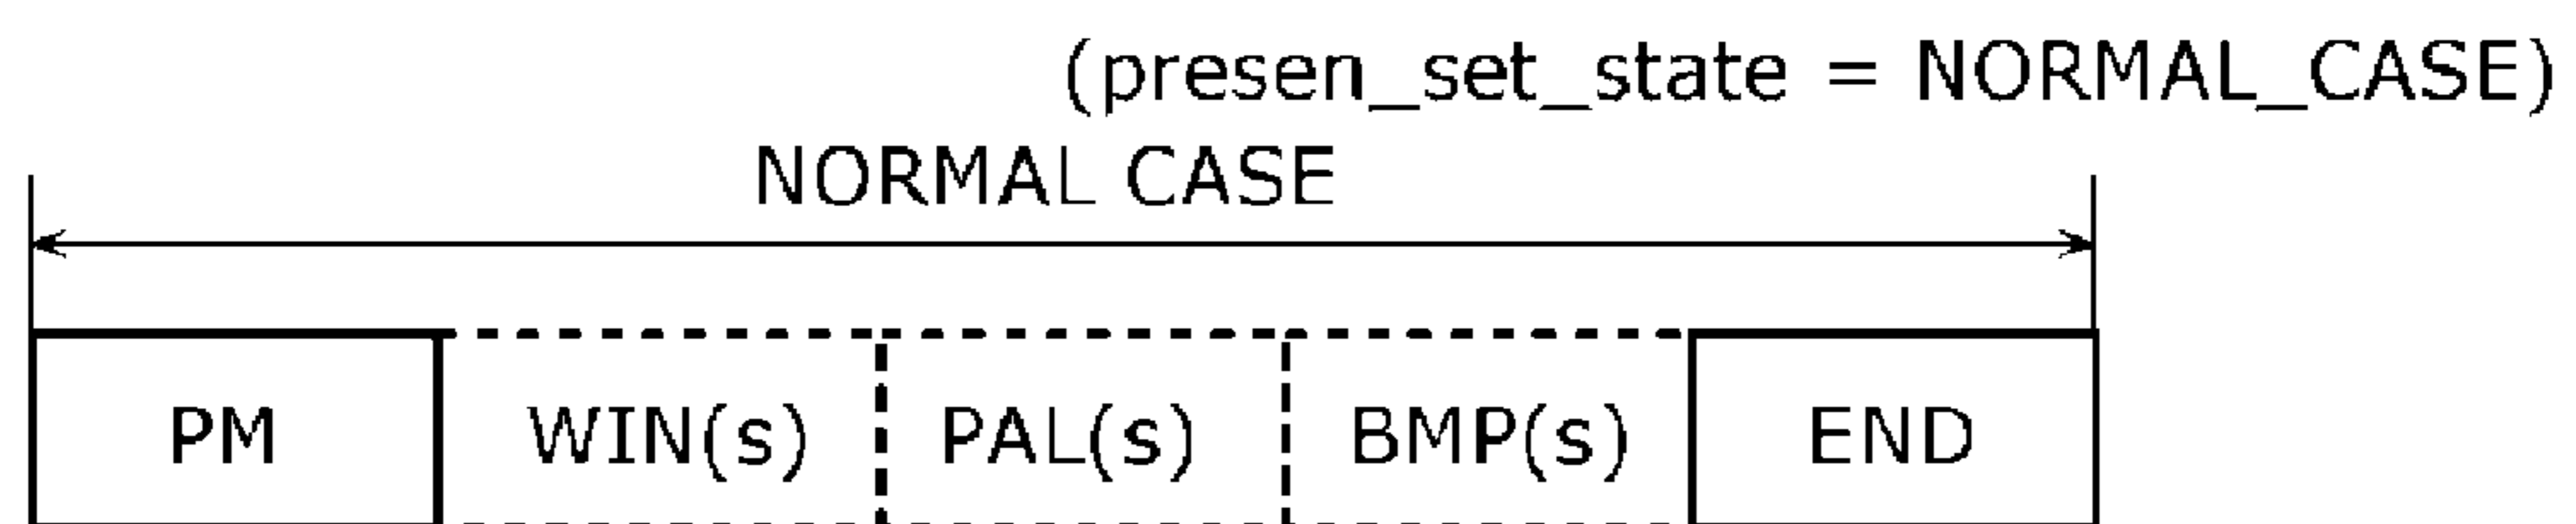 (presen_set_state = NORMAL_CASE)
NORMAL CASE
PM WIN(s) PAL(s) BMP(s) END